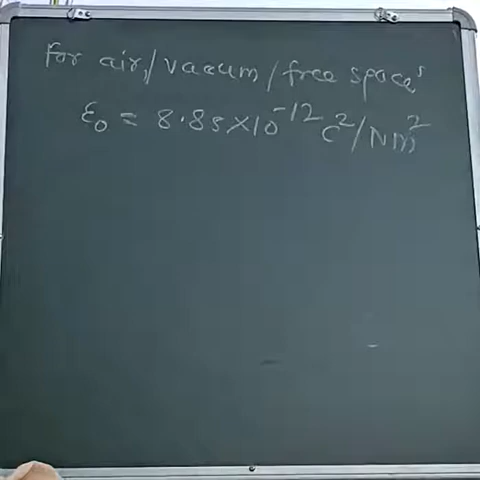 For air,/vacuum/free space,
ε₀ = 8.85×10⁻¹² C²/Nm²